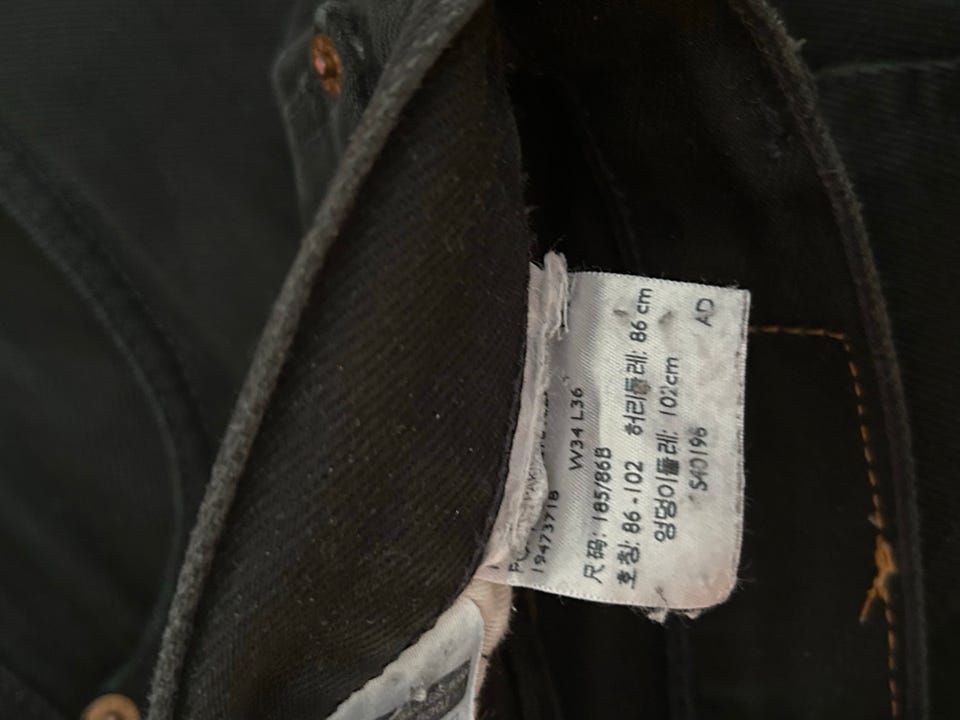 19473718
W34 L36
尺码: 185/86B
호칭: 86 - 102 허리둘레: 86 cm
엉덩이둘레: 102cm
S40196 AD